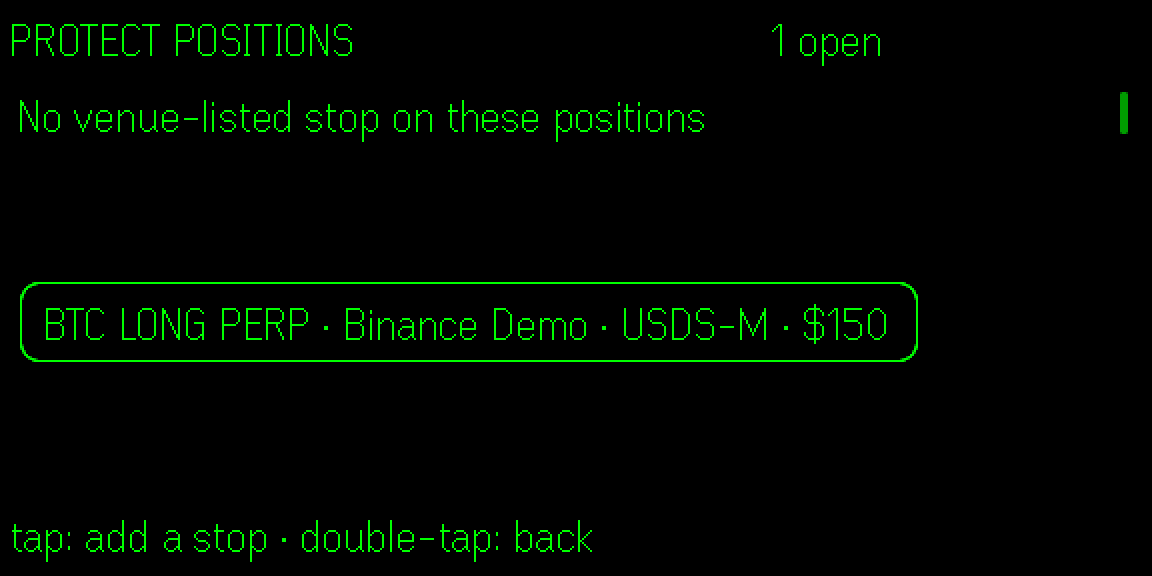 PROTECT POSITIONS 1 open
No venue-listed stop on these positions
BTC LONG PERP · Binance Demo · USDS-M · $150
tap: add a stop · double-tap: back